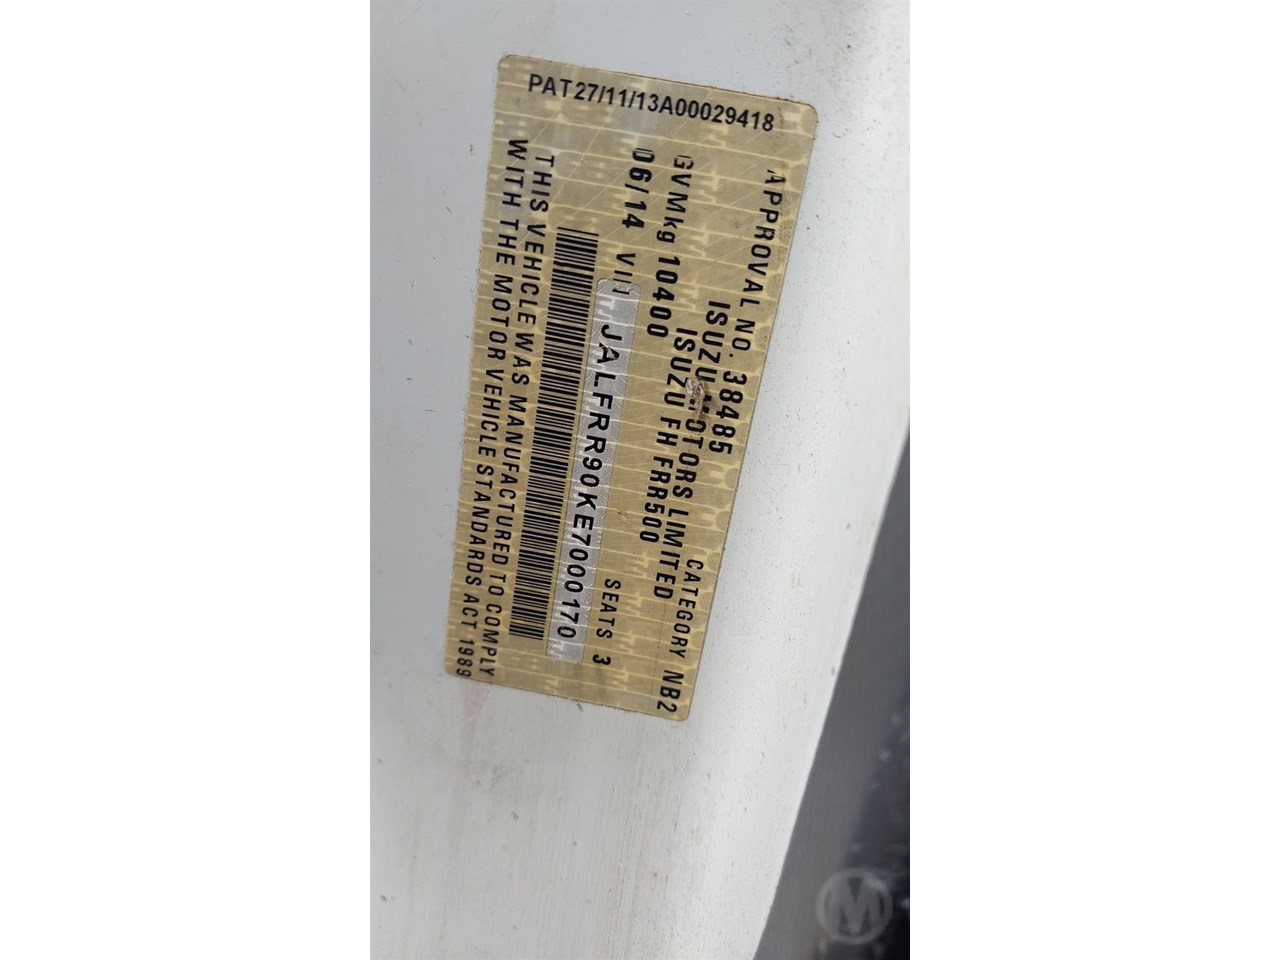 PAT27/11/13A00029418
APPROVAL NO. 38485 CATEGORY NB2
ISUZU MOTORS LIMITED
ISUZU FH FRR500
GVMkg 10400 SEATS 3
06/14 VIN JALFRR90KE7000170
THIS VEHICLE WAS MANUFACTURED TO COMPLY
WITH THE MOTOR VEHICLE STANDARDS ACT 1989
M